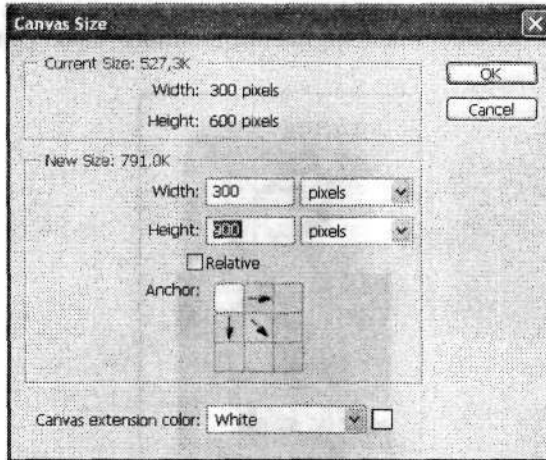 Canvas Size
Current Size: 527,3K
OK
Width: 300 pixels
Cancel
Height: 600 pixels
New Size: 791,0K
Width: 300 pixels
Height: 900 pixels
Relative
Anchor:
Canvas extension color: White